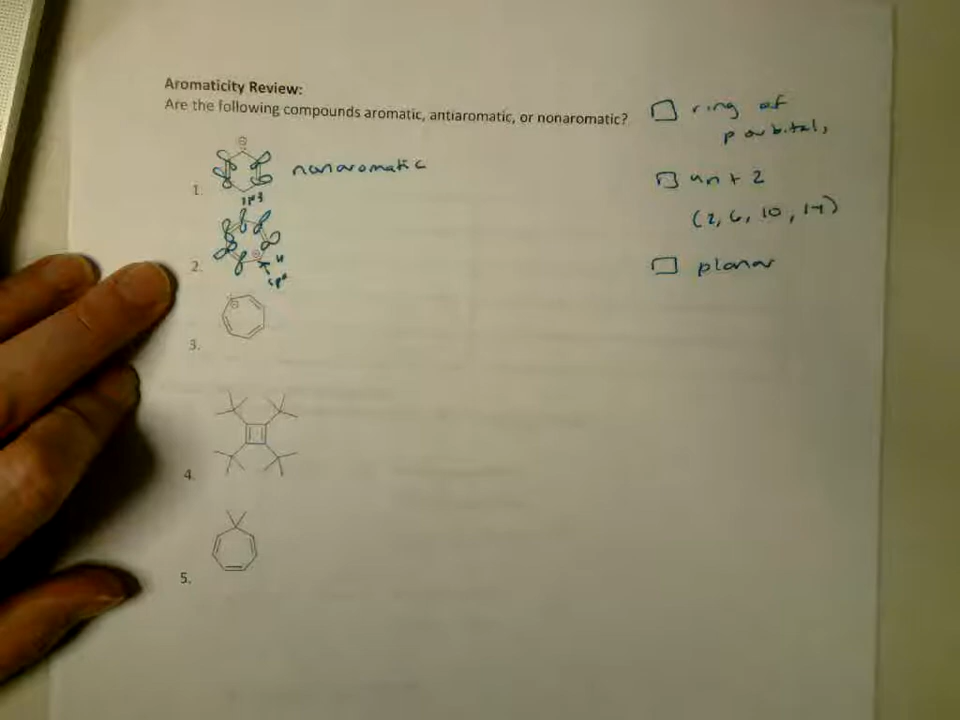 Aromaticity Review:
Are the following compounds aromatic, antiaromatic, or nonaromatic?
ring of
p orbitals
4n + 2
(2, 6, 10, 14)
planar
1. nonaromatic
sp3
2.
H
3.
4.
5.